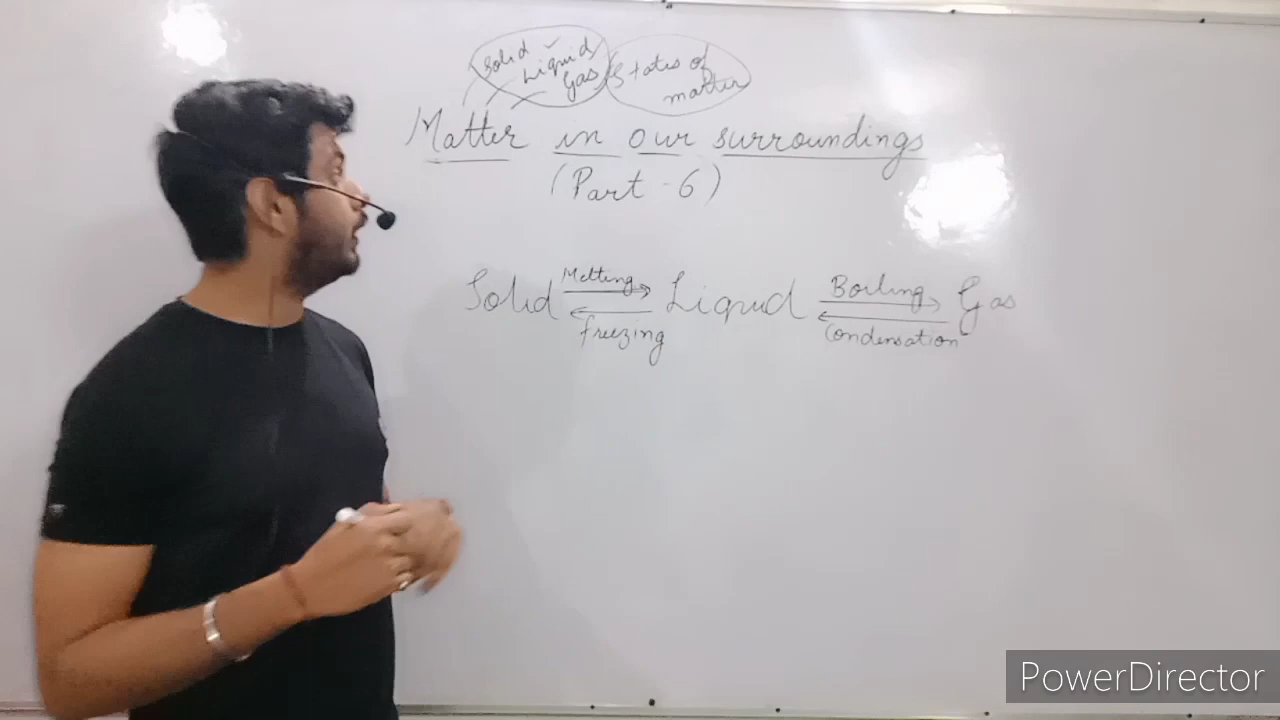 Solid
Liquid
Gas
States of
matter
Matter in our surroundings
(Part - 6)
Melting Boiling
Solid Liquid Gas
freezing Condensation
PowerDirector